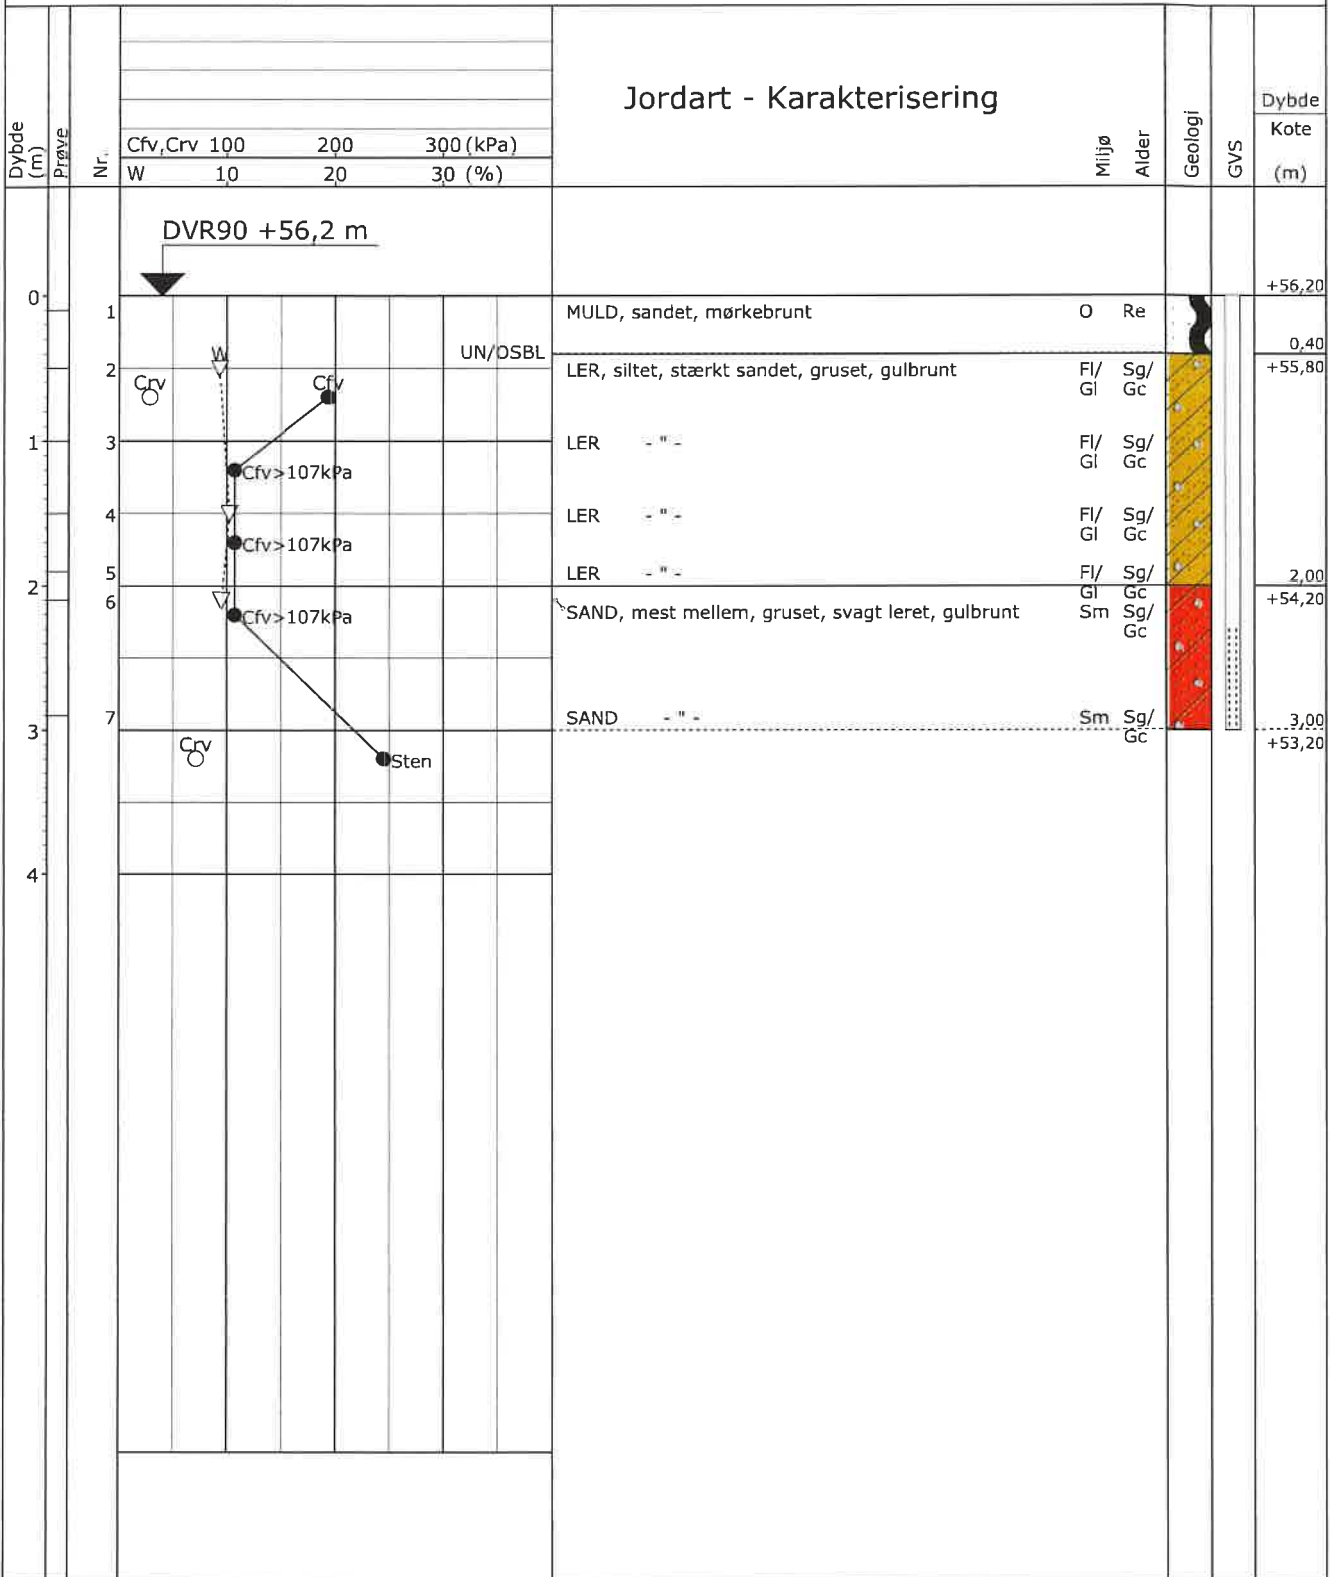 Jordart - Karakterisering
Dybde (m)
Prøve
Nr.
Cfv,Crv 100 200 300 (kPa)
W 10 20 30 (%)
Miljø
Alder
Geologi
GVS
Dybde
Kote
(m)
DVR90 +56,2 m
+56,20
0
1 MULD, sandet, mørkebrunt O Re
0,40
W UN/OSBL
+55,80
2 LER, siltet, stærkt sandet, gruset, gulbrunt Fl/ Sg/
Gl Gc
Crv Cfv
1 3 LER - " - Fl/ Sg/
Gl Gc
Cfv>107kPa
4 LER - " - Fl/ Sg/
Gl Gc
Cfv>107kPa
5 LER - " - Fl/ Sg/
Gl Gc
2 2,00
+54,20
6 SAND, mest mellem, gruset, svagt leret, gulbrunt Sm Sg/
Gc
Cfv>107kPa
7 SAND - " - Sm Sg/
Gc
3 3,00
+53,20
Crv Sten
4